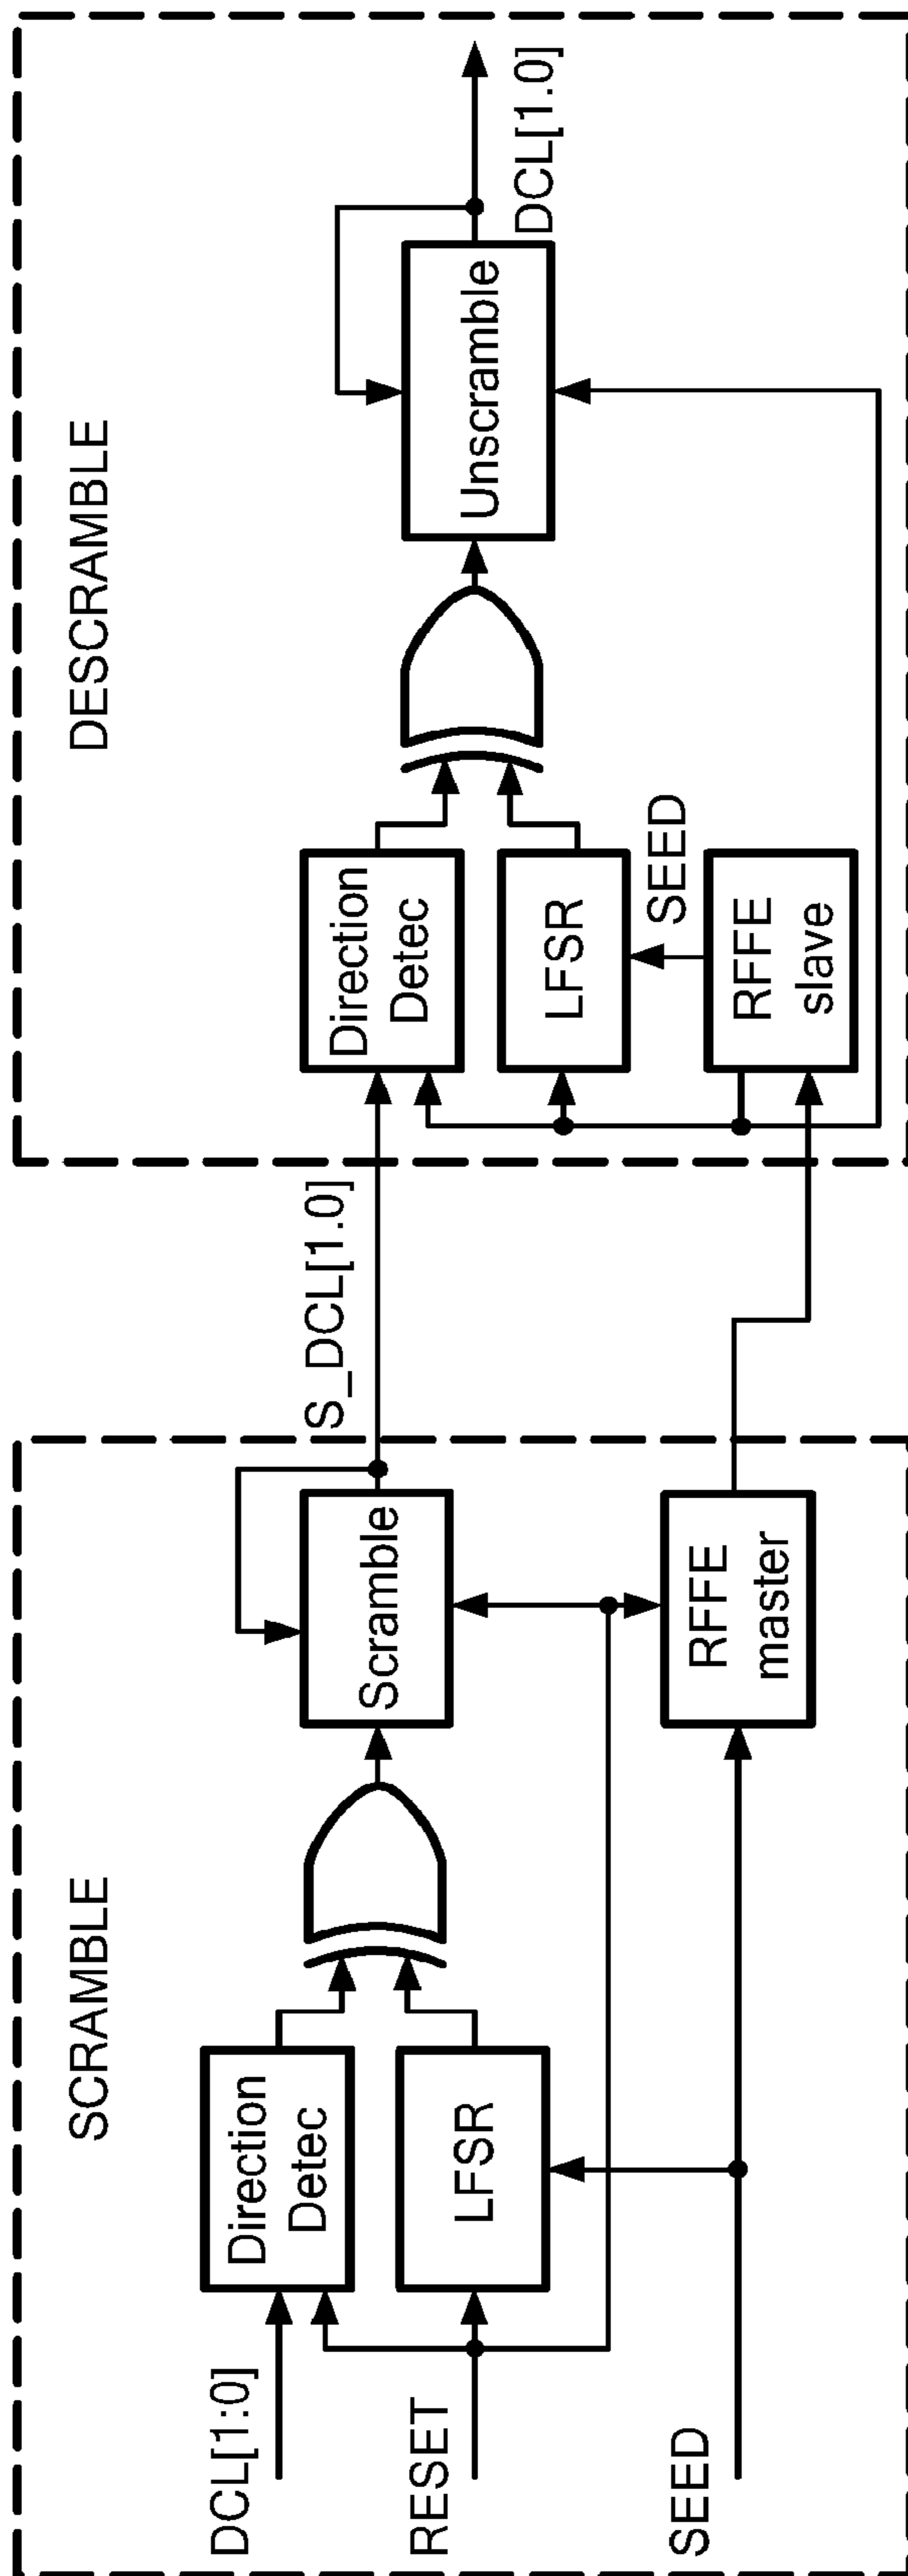 SCRAMBLE
DCL[1:0]
RESET
SEED
Direction
Detec
LFSR
Scramble
RFFE
master
S_DCL[1.0]
DESCRAMBLE
Direction
Detec
LFSR
SEED
RFFE
slave
Unscramble
DCL[1.0]